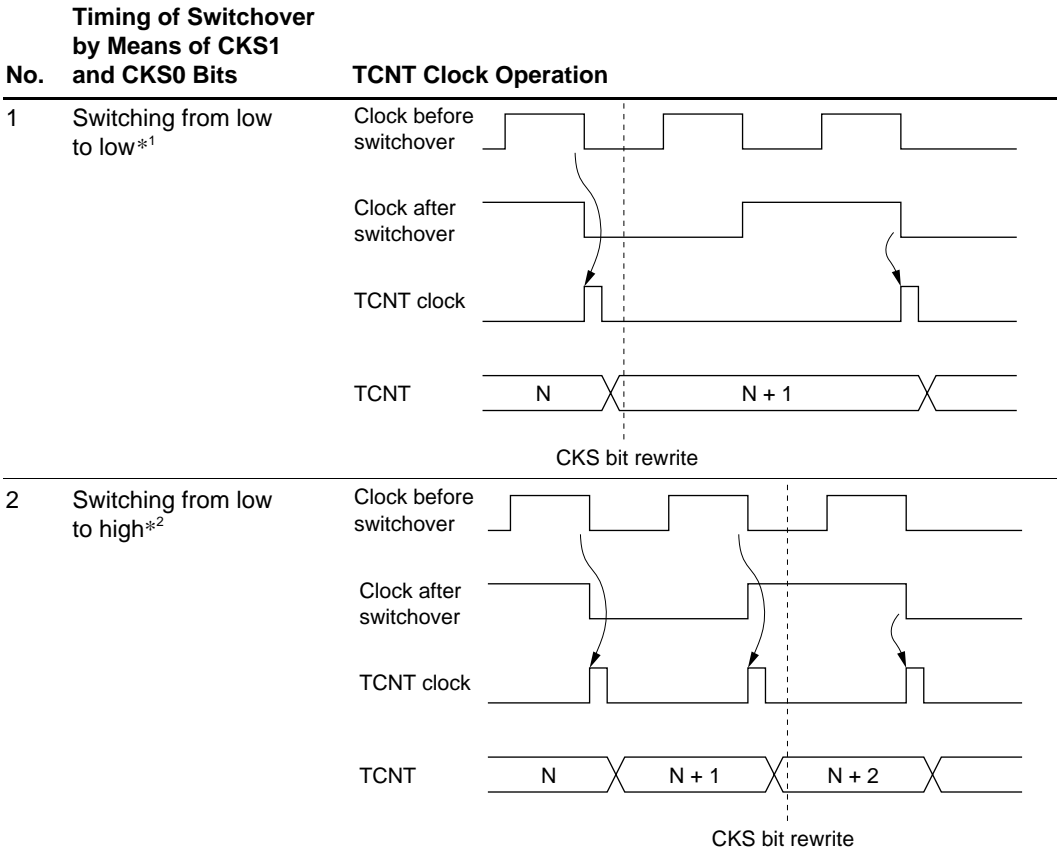 Timing of Switchover
by Means of CKS1
No. and CKS0 Bits TCNT Clock Operation
1 Switching from low
to low*1
Clock before
switchover
Clock after
switchover
TCNT clock
TCNT N N + 1
CKS bit rewrite
2 Switching from low
to high*2
Clock before
switchover
Clock after
switchover
TCNT clock
TCNT N N + 1 N + 2
CKS bit rewrite